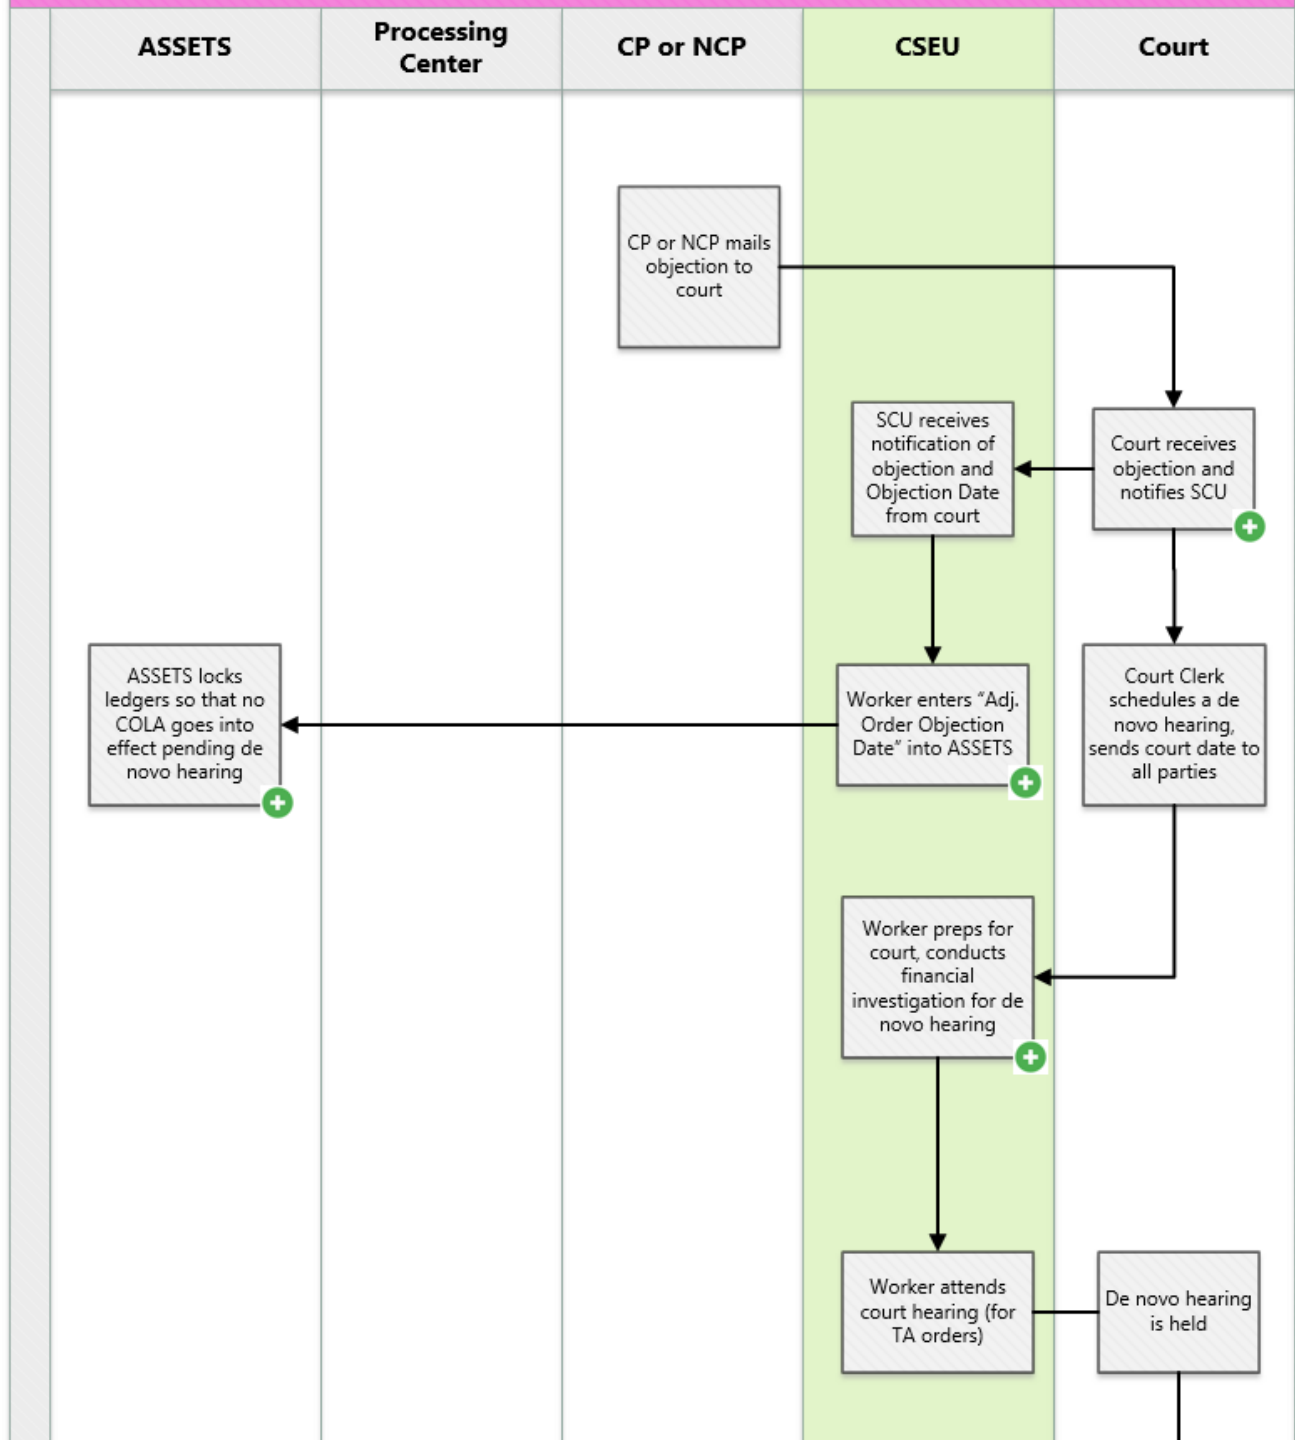 ASSETS
Processing
Center
CP or NCP
CSEU
Court
CP or NCP mails
objection to
court
SCU receives
notification of
objection and
Objection Date
from court
Court receives
objection and
notifies SCU
ASSETS locks
ledgers so that no
COLA goes into
effect pending de
novo hearing
Worker enters “Adj.
Order Objection
Date” into ASSETS
Court Clerk
schedules a de
novo hearing,
sends court date to
all parties
Worker preps for
court, conducts
financial
investigation for de
novo hearing
Worker attends
court hearing (for
TA orders)
De novo hearing
is held